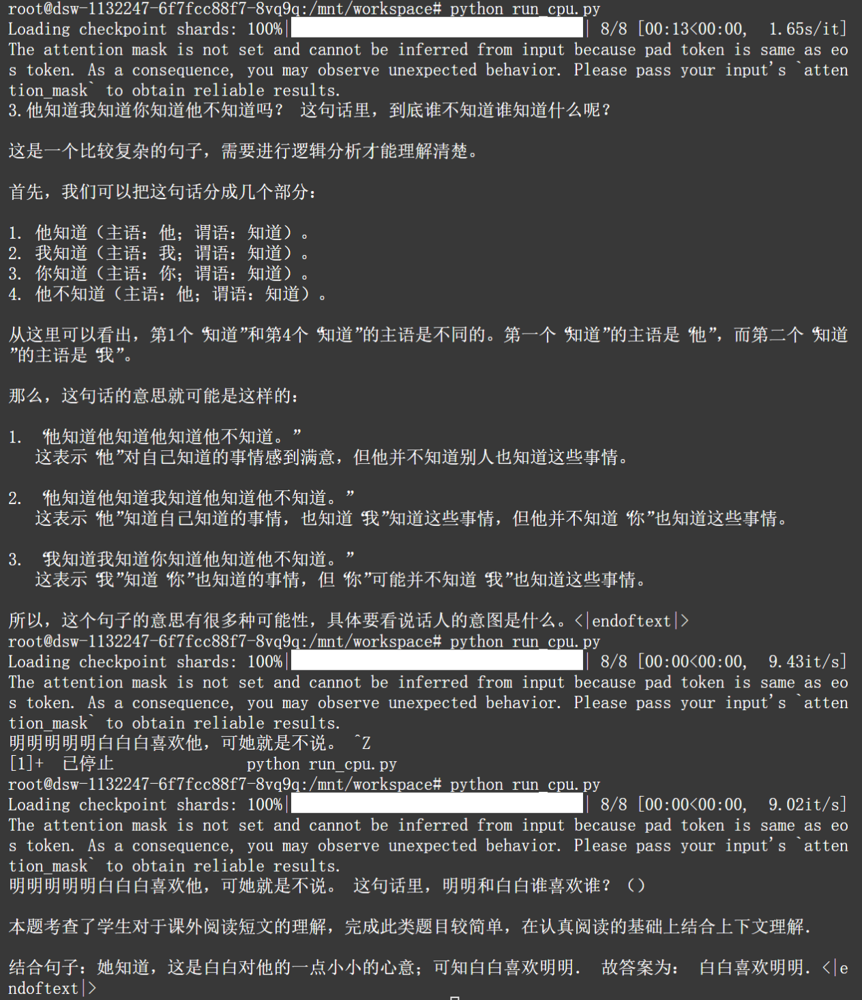 root@dsw-1132247-6f7fcc88f7-8vq9q:/mnt/workspace# python run_cpu.py
Loading checkpoint shards: 100%| | 8/8 [00:13<00:00,  1.65s/it]
The attention mask is not set and cannot be inferred from input because pad token is same as eo
s token. As a consequence, you may observe unexpected behavior. Please pass your input's `atten
tion_mask` to obtain reliable results.
3.他知道我知道你知道他不知道吗？ 这句话里，到底谁不知道谁知道什么呢？
这是一个比较复杂的句子，需要进行逻辑分析才能理解清楚。
首先，我们可以把这句话分成几个部分：
1. 他知道（主语：他；谓语：知道）。
2. 我知道（主语：我；谓语：知道）。
3. 你知道（主语：你；谓语：知道）。
4. 他不知道（主语：他；谓语：知道）。
从这里可以看出，第1个“知道”和第4个“知道”的主语是不同的。第一个“知道”的主语是“他”，而第二个“知道
”的主语是“我”。
那么，这句话的意思就可能是这样的：
1. “他知道他知道他知道他不知道。”
这表示“他”对自己知道的事情感到满意，但他并不知道别人也知道这些事情。
2. “他知道他知道我知道他知道他不知道。”
这表示“他”知道自己知道的事情，也知道“我”知道这些事情，但他并不知道“你”也知道这些事情。
3. “我知道我知道你知道他知道他不知道。”
这表示“我”知道“你”也知道的事情，但“你”可能并不知道“我”也知道这些事情。
所以，这个句子的意思有很多种可能性，具体要看说话人的意图是什么。<|endoftext|>
root@dsw-1132247-6f7fcc88f7-8vq9q:/mnt/workspace# python run_cpu.py
Loading checkpoint shards: 100%| | 8/8 [00:00<00:00,  9.43it/s]
The attention mask is not set and cannot be inferred from input because pad token is same as eo
s token. As a consequence, you may observe unexpected behavior. Please pass your input's `atten
tion_mask` to obtain reliable results.
明明明明明白白白喜欢他，可她就是不说。 ^Z
[1]+  已停止               python run_cpu.py
root@dsw-1132247-6f7fcc88f7-8vq9q:/mnt/workspace# python run_cpu.py
Loading checkpoint shards: 100%| | 8/8 [00:00<00:00,  9.02it/s]
The attention mask is not set and cannot be inferred from input because pad token is same as eo
s token. As a consequence, you may observe unexpected behavior. Please pass your input's `atten
tion_mask` to obtain reliable results.
明明明明明白白白喜欢他，可她就是不说。 这句话里，明明和白白谁喜欢谁？（）
本题考查了学生对于课外阅读短文的理解，完成此类题目较简单，在认真阅读的基础上结合上下文理解．
结合句子：她知道，这是白白对他的一点小小的心意；可知白白喜欢明明． 故答案为： 白白喜欢明明．<|e
ndoftext|>